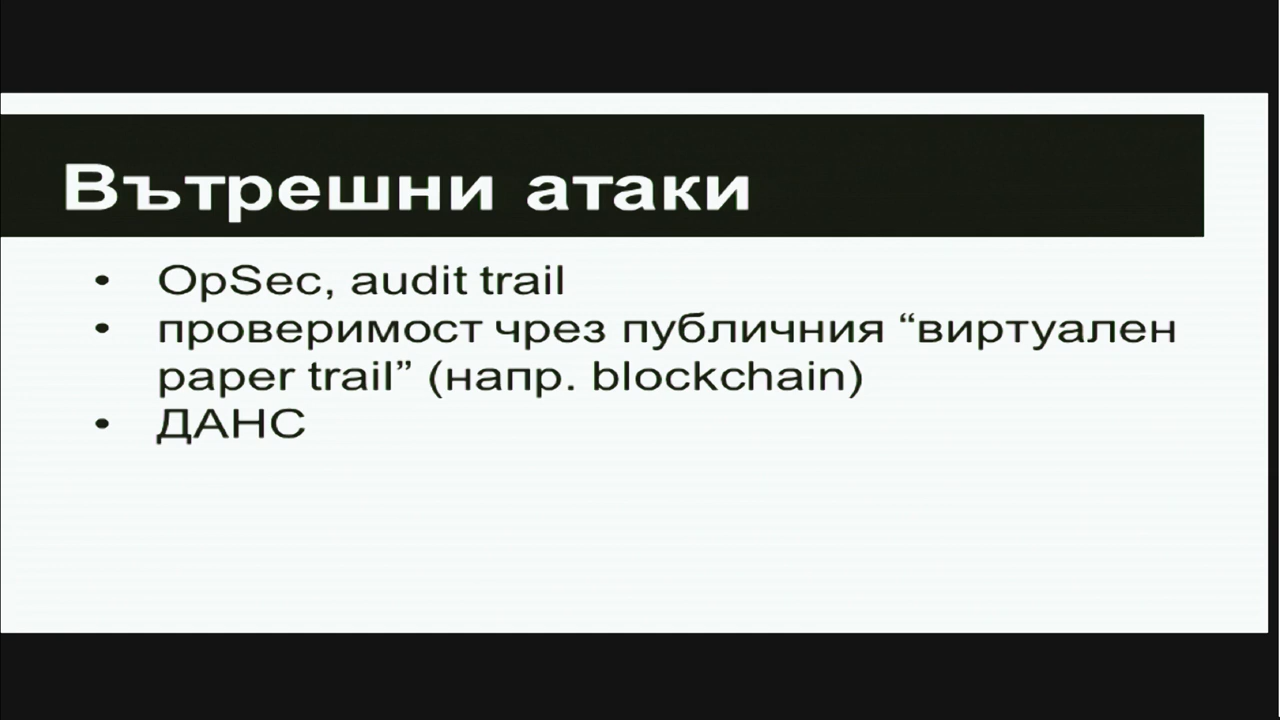 Вътрешни атаки
• OpSec, audit trail
• проверимост чрез публичния “виртуален
paper trail” (напр. blockchain)
• ДАНС